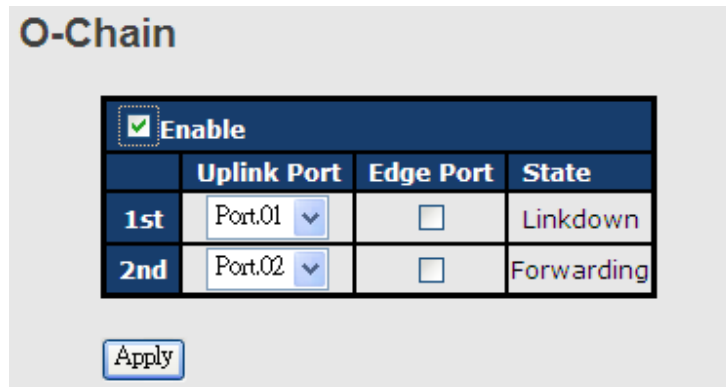 O-Chain
Enable
Uplink Port Edge Port State
1st Port.01 Linkdown
2nd Port.02 Forwarding
Apply